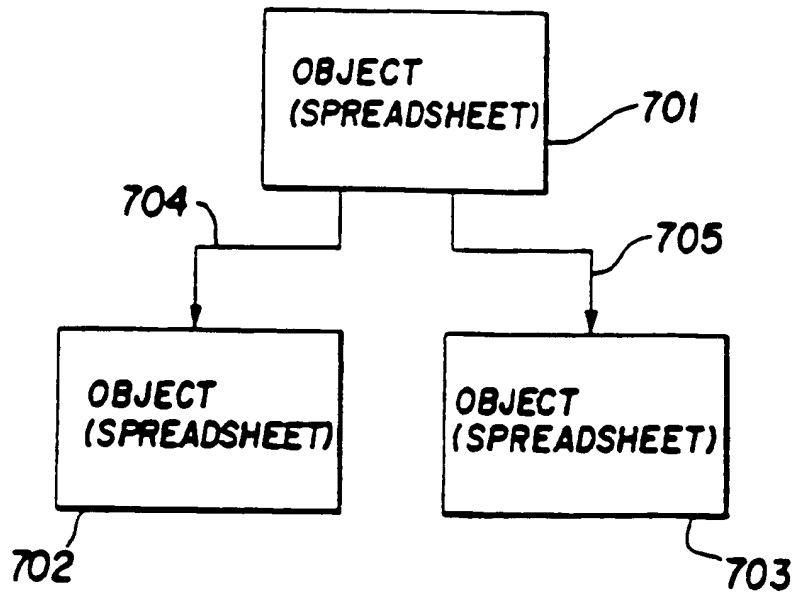 OBJECT
(SPREADSHEET)
701
704
705
OBJECT
(SPREADSHEET)
OBJECT
(SPREADSHEET)
702
703